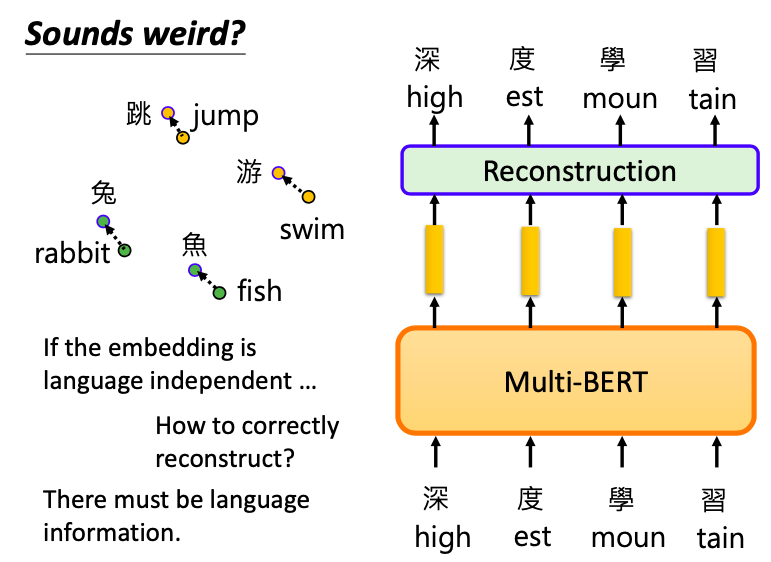 Sounds weird?
跳 jump
游
swim
兔
rabbit
魚
fish
If the embedding is
language independent …
How to correctly
reconstruct?
There must be language
information.
深 度 學 習
high est moun tain
Reconstruction
Multi-BERT
深 度 學 習
high est moun tain